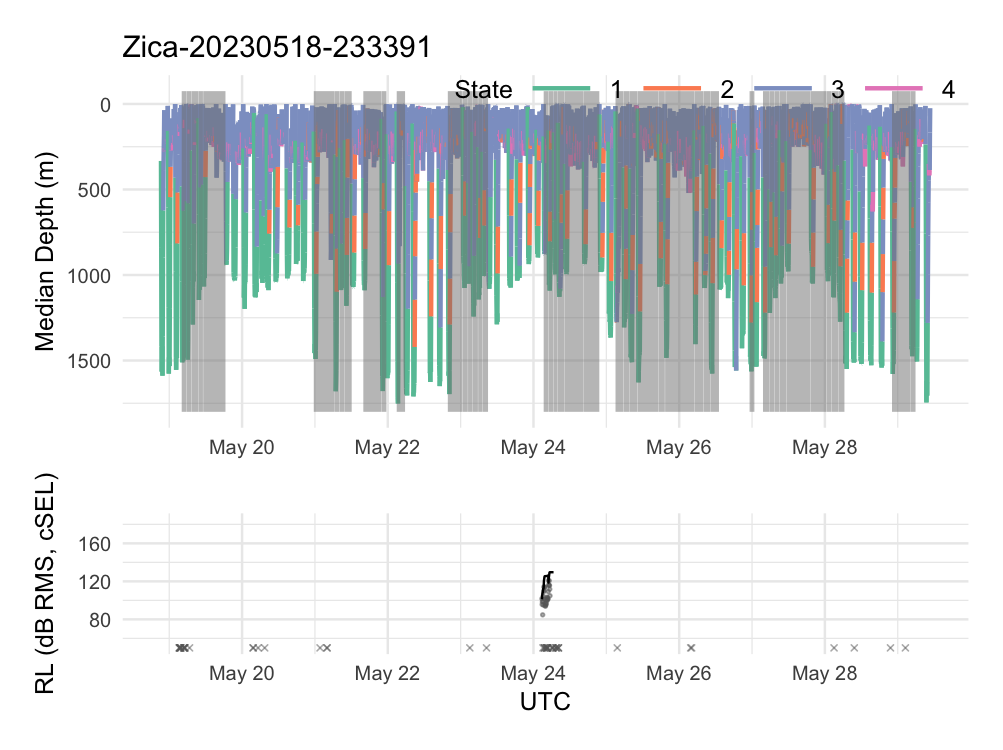 Zica-20230518-233391
State 1 2 3 4
Median Depth (m)
0
500
1000
1500
May 20 May 22 May 24 May 26 May 28
RL (dB RMS, cSEL)
160
120
80
May 20 May 22 May 24 May 26 May 28
UTC